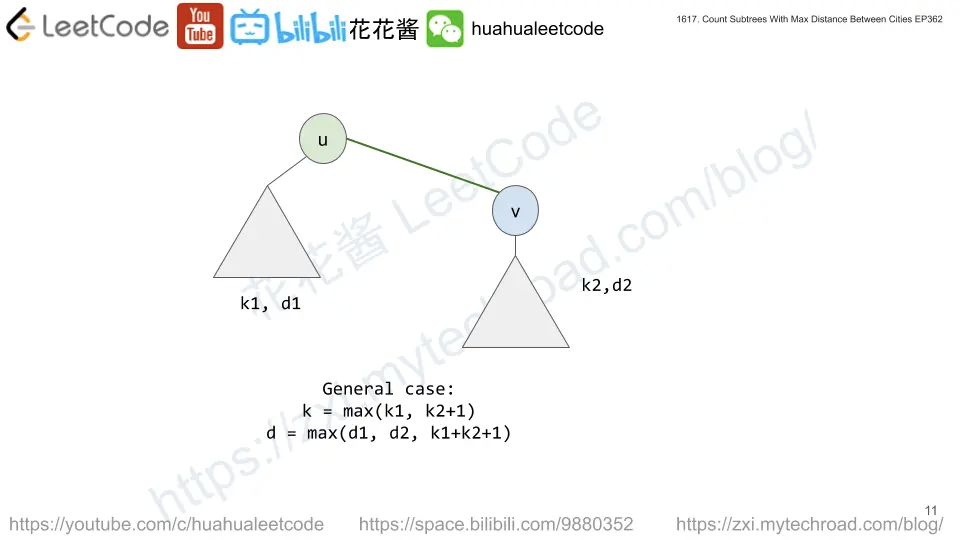 LeetCode You Tube bilibili 花花酱 huahualeetcode
1617. Count Subtrees With Max Distance Between Cities EP362
u
v
k1, d1
k2,d2
General case:
k = max(k1, k2+1)
d = max(d1, d2, k1+k2+1)
花花酱 LeetCode
https://zxi.mytechroad.com/blog/
11
https://youtube.com/c/huahualeetcode https://space.bilibili.com/9880352 https://zxi.mytechroad.com/blog/